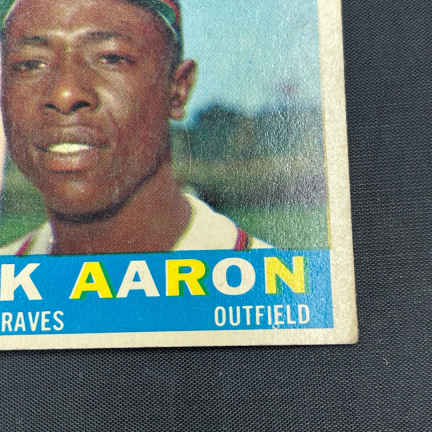 K AARON
RAVES OUTFIELD